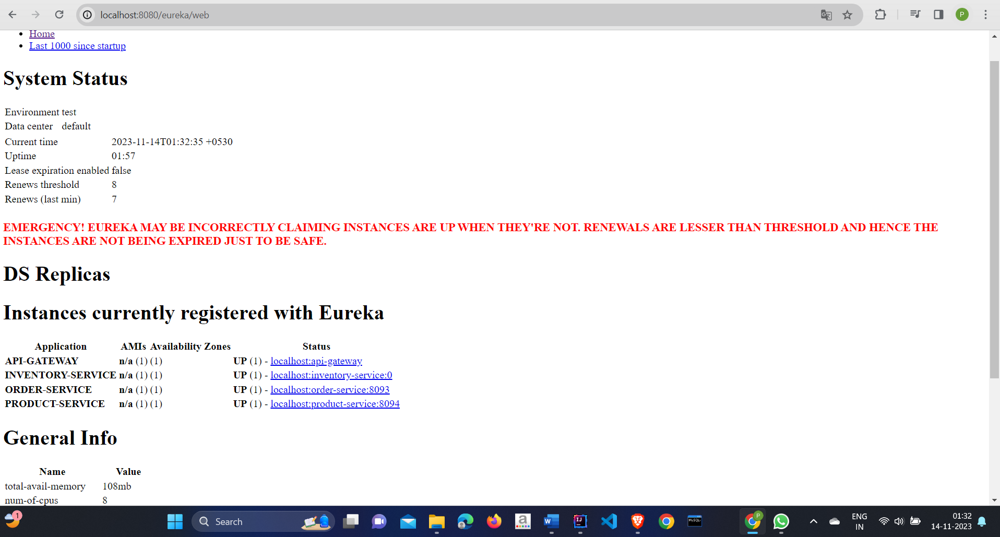 localhost:8080/eureka/web
P
Home
Last 1000 since startup
System Status
Environment test
Data center default
Current time 2023-11-14T01:32:35 +0530
Uptime 01:57
Lease expiration enabled false
Renews threshold 8
Renews (last min) 7
EMERGENCY! EUREKA MAY BE INCORRECTLY CLAIMING INSTANCES ARE UP WHEN THEY'RE NOT. RENEWALS ARE LESSER THAN THRESHOLD AND HENCE THE
INSTANCES ARE NOT BEING EXPIRED JUST TO BE SAFE.
DS Replicas
Instances currently registered with Eureka
Application AMIs Availability Zones Status
API-GATEWAY n/a (1) (1) UP (1) - localhost:api-gateway
INVENTORY-SERVICE n/a (1) (1) UP (1) - localhost:inventory-service:0
ORDER-SERVICE n/a (1) (1) UP (1) - localhost:order-service:8093
PRODUCT-SERVICE n/a (1) (1) UP (1) - localhost:product-service:8094
General Info
Name Value
total-avail-memory 108mb
num-of-cpus 8
1
Search
ENG
IN
01:32
14-11-2023